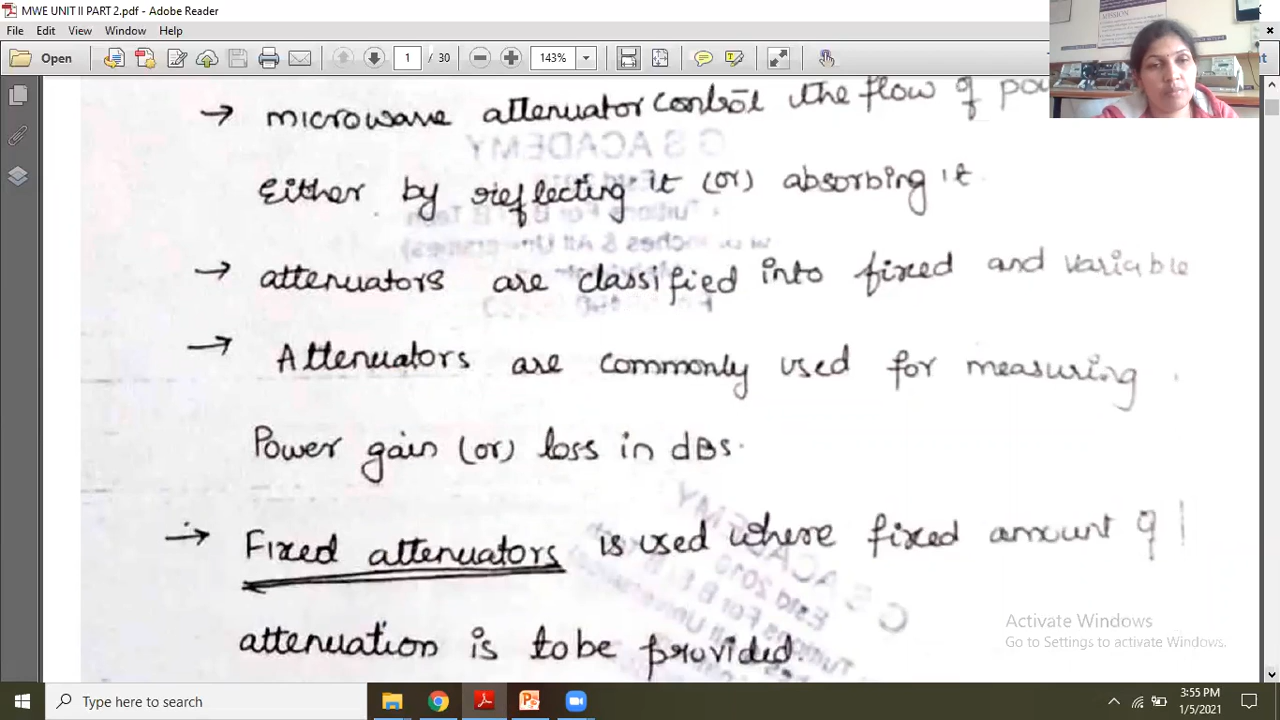 MWE UNIT II PART 2.pdf - Adobe Reader
File Edit View Window Help
Open 1 / 30 143%
MISSION
→ microwave attenuator control the flow of
Either by reflecting it (or) absorbing it
→ attenuators are classified into fixed and variable
→ Attenuators are commonly used for measuring
Power gain (or) loss in dBs.
→ Fixed attenuators is used where fixed amount of
attenuation is to be provided.
Activate Windows
Go to Settings to activate Windows.
Type here to search
3:55 PM
1/5/2021